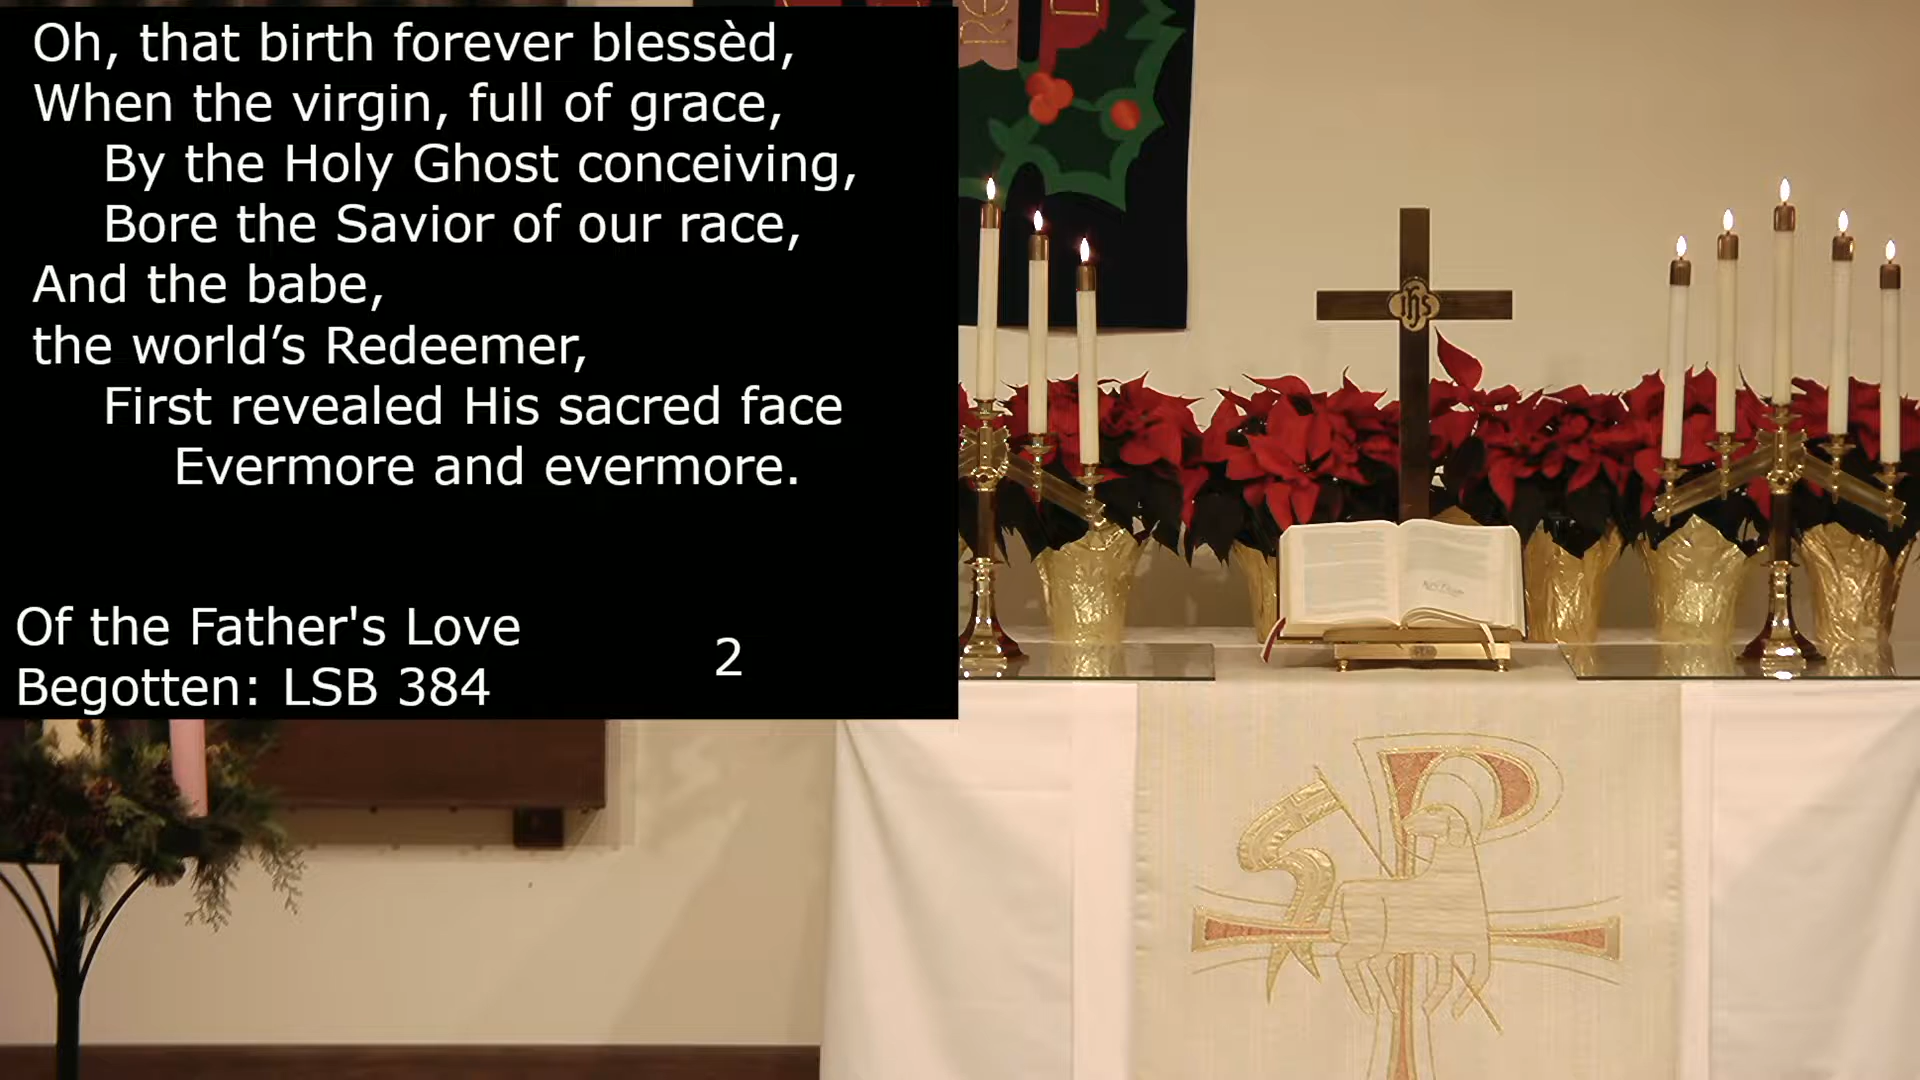 Oh, that birth forever blessèd,
When the virgin, full of grace,
By the Holy Ghost conceiving,
Bore the Savior of our race,
And the babe,
the world’s Redeemer,
First revealed His sacred face
Evermore and evermore.
Of the Father's Love
Begotten: LSB 384
2
ihs